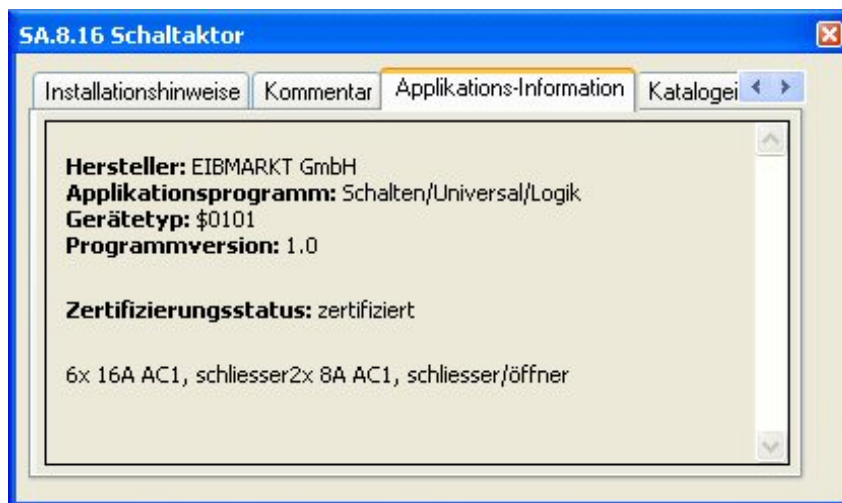 SA.8.16 Schaltaktor
Installationshinweise Kommentar Applikations-Information Katalogei
Hersteller: EIBMARKT GmbH
Applikationsprogramm: Schalten/Universal/Logik
Gerätetyp: $0101
Programmversion: 1.0
Zertifizierungsstatus: zertifiziert
6x 16A AC1, schliesser2x 8A AC1, schliesser/öffner